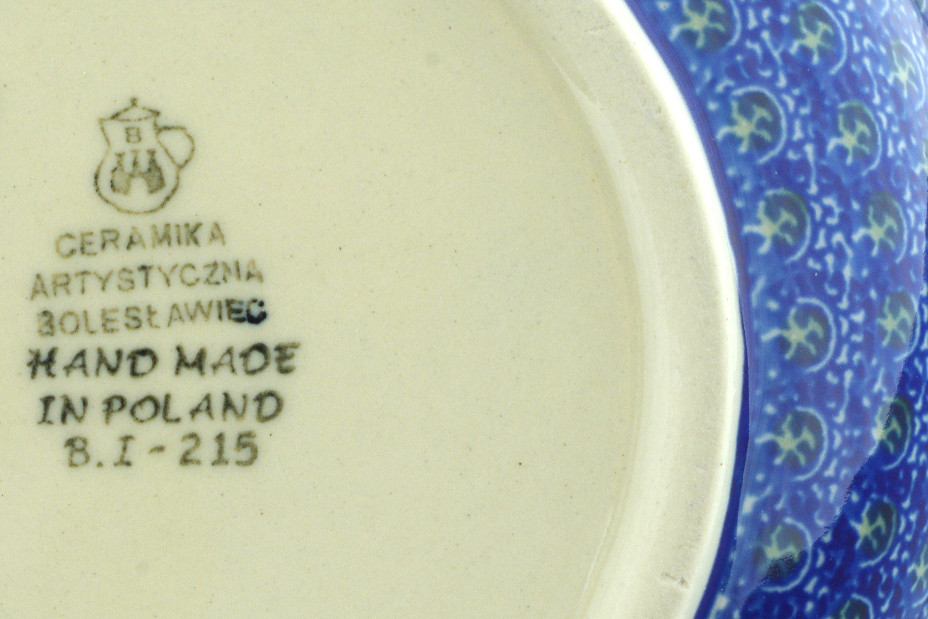 B
CERAMIKA
ARTYSTYCZNA
BOLESŁAWIEC
HAND MADE
IN POLAND
B.I-215